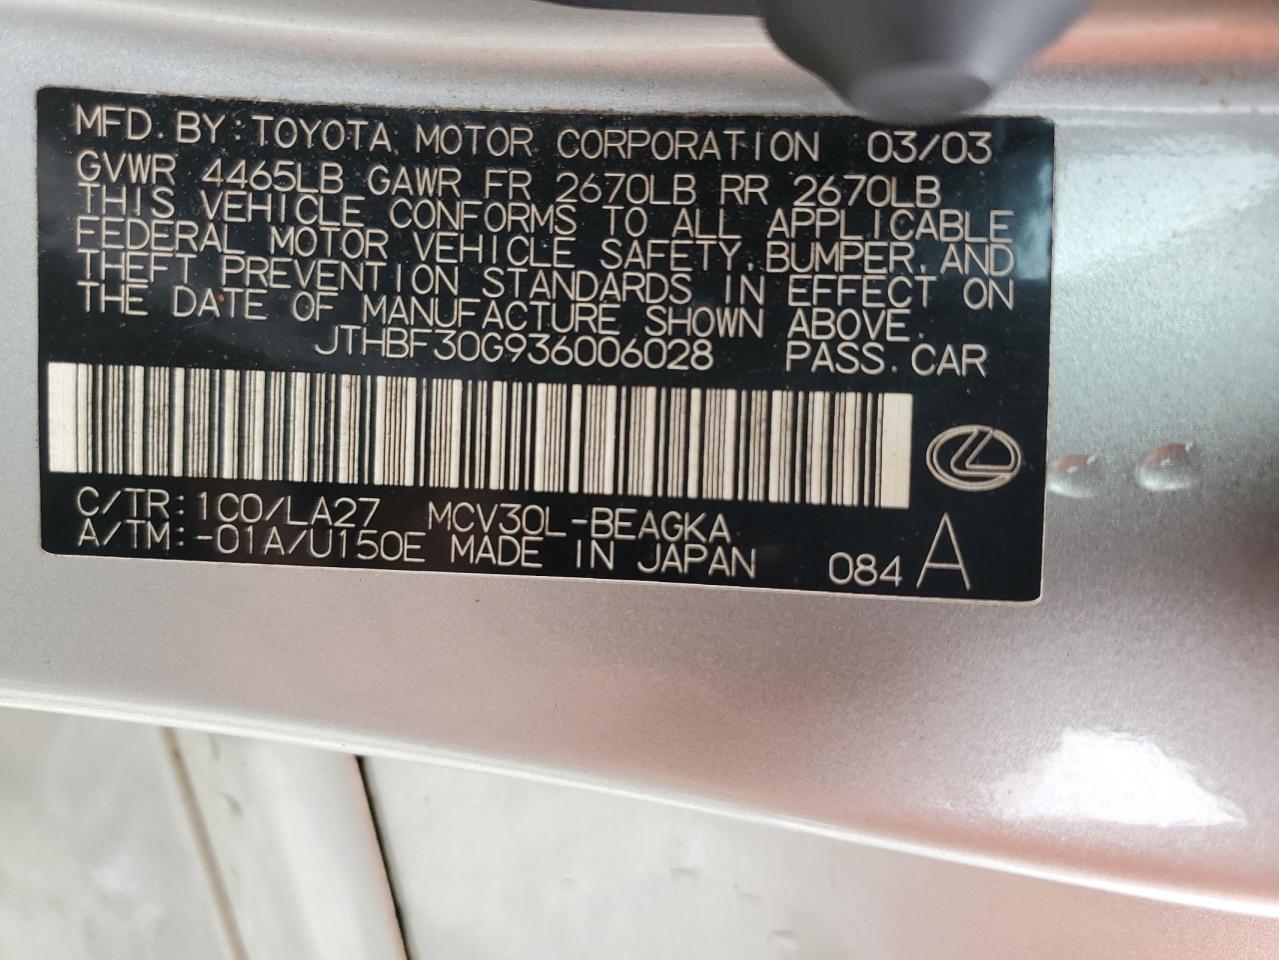 MFD. BY: TOYOTA MOTOR CORPORATION 03/03
GVWR 4465LB GAWR FR 2670LB RR 2670LB
THIS VEHICLE CONFORMS TO ALL APPLICABLE
FEDERAL MOTOR VEHICLE SAFETY, BUMPER, AND
THEFT PREVENTION STANDARDS IN EFFECT ON
THE DATE OF MANUFACTURE SHOWN ABOVE.
JTHBF30G936006028 PASS. CAR
C/TR: 1C0/LA27 MCV30L-BEAGKA
A/TM: -01A/U150E MADE IN JAPAN 084 A